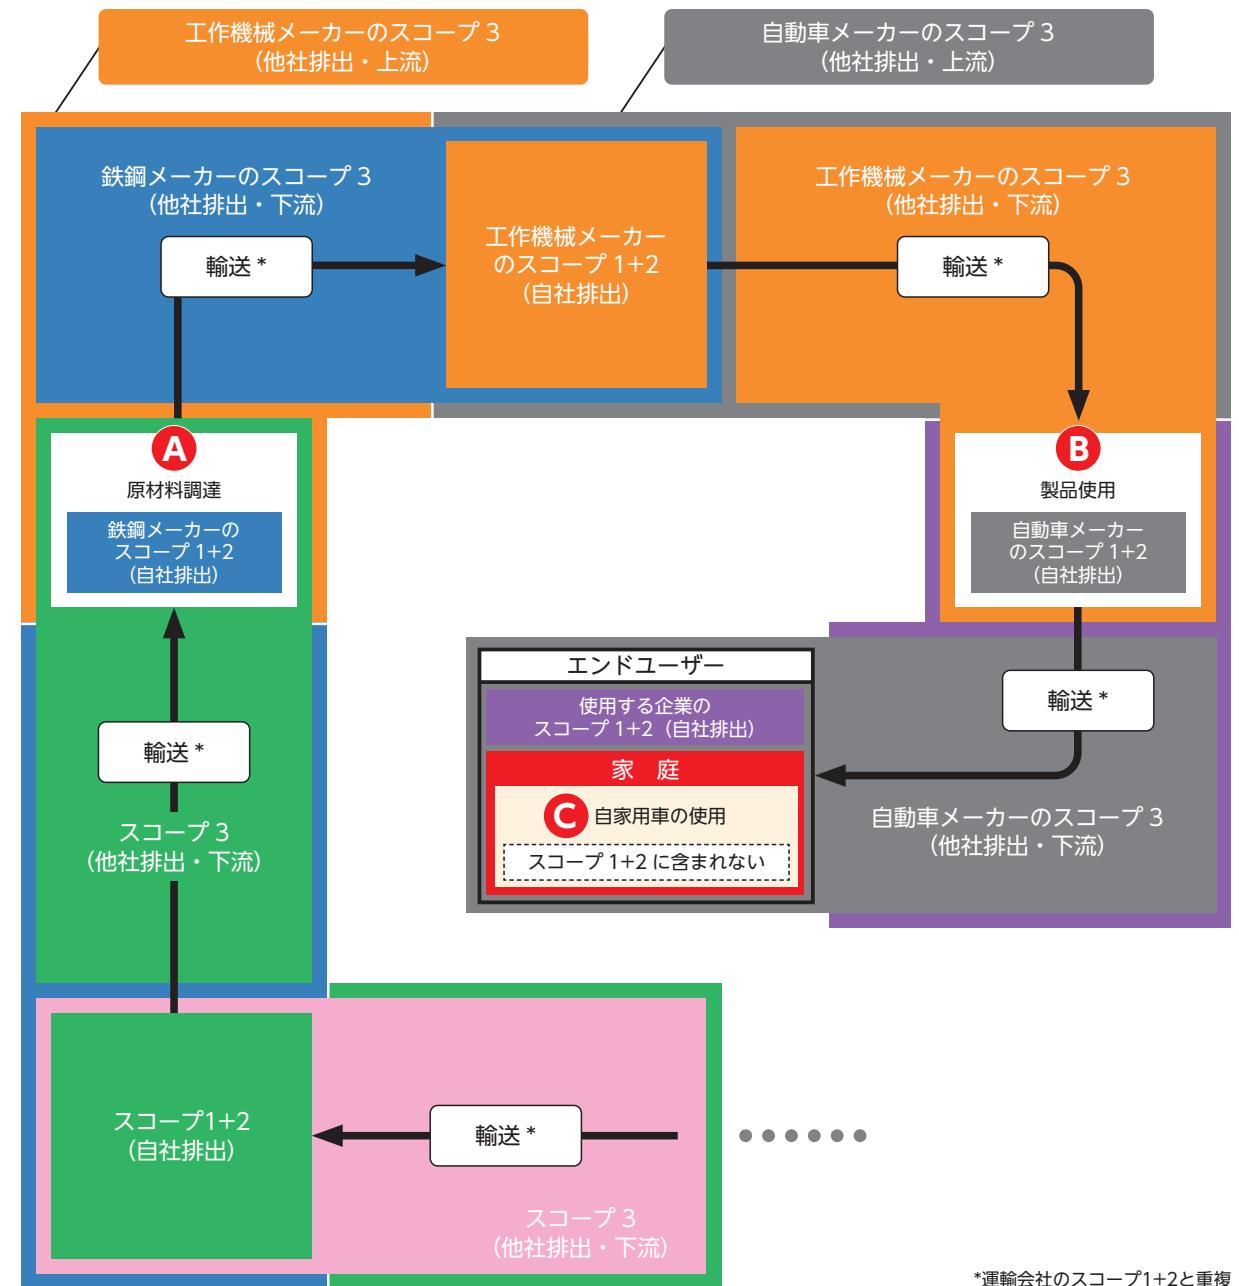 工作機械メーカーのスコープ 3
（他社排出・上流）
自動車メーカーのスコープ 3
（他社排出・上流）
鉄鋼メーカーのスコープ 3
（他社排出・下流）
輸送 *
工作機械メーカー
のスコープ 1+2
（自社排出）
工作機械メーカーのスコープ 3
（他社排出・下流）
輸送 *
A
原材料調達
鉄鋼メーカーの
スコープ 1+2
（自社排出）
B
製品使用
自動車メーカー
のスコープ 1+2
（自社排出）
輸送 *
スコープ 3
（他社排出・下流）
エンドユーザー
使用する企業の
スコープ 1+2（自社排出）
家　庭
C 自家用車の使用
スコープ 1+2 に含まれない
輸送 *
自動車メーカーのスコープ 3
（他社排出・下流）
スコープ1+2
（自社排出）
輸送 *
スコープ 3
（他社排出・下流）
*運輸会社のスコープ1+2と重複